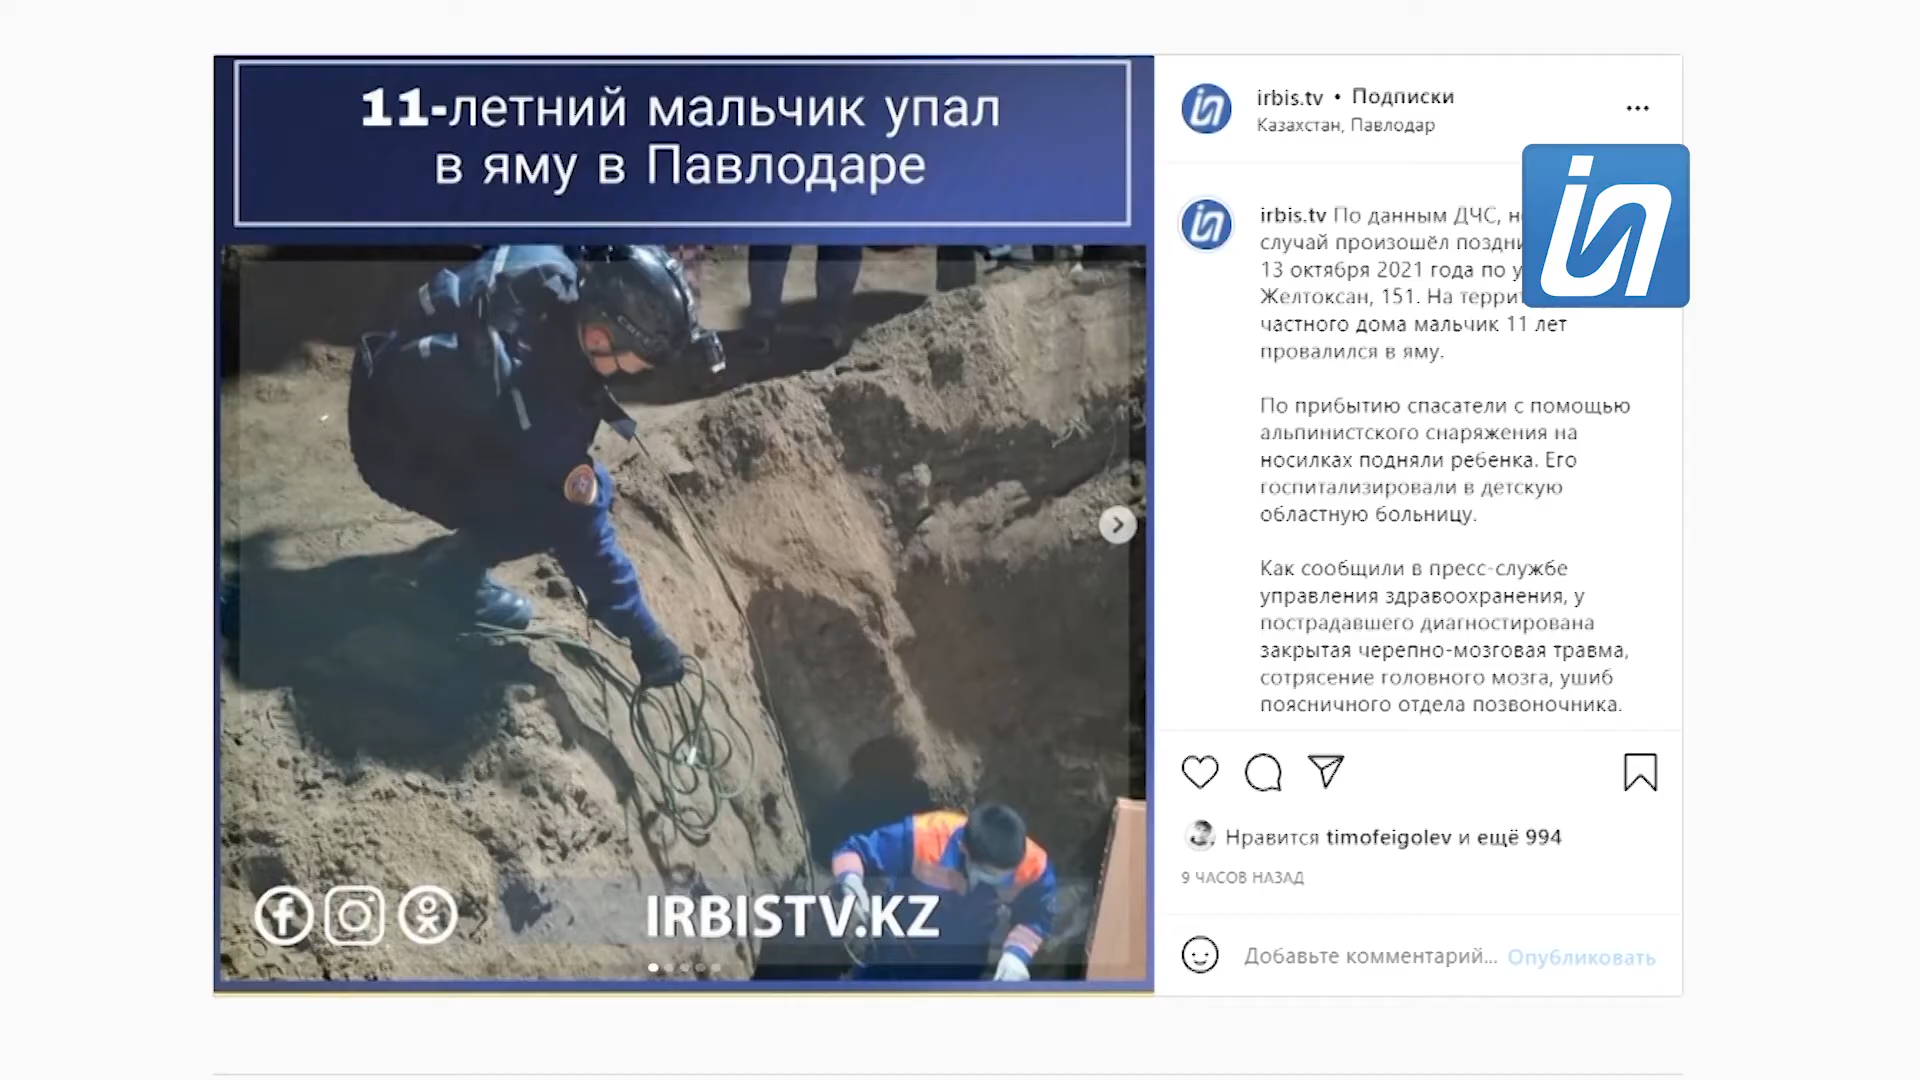 11-летний мальчик упал
в яму в Павлодаре
IRBISTV.KZ
irbis.tv • Подписки
Казахстан, Павлодар
irbis.tv По данным ДЧС,
случай произошёл
13 октября 2021 года по
Желтоксан, 151. На
частного дома мальчик 11 лет
провалился в яму.
По прибытию спасатели с помощью
альпинистского снаряжения на
носилках подняли ребенка. Его
госпитализировали в детскую
областную больницу.
Как сообщили в пресс-службе
управления здравоохранения, у
пострадавшего диагностирована
закрытая черепно-мозговая травма,
сотрясение головного мозга, ушиб
поясничного отдела позвоночника.
Нравится timofeigolev и ещё 994
9 ЧАСОВ НАЗАД
Добавьте комментарий... Опубликовать